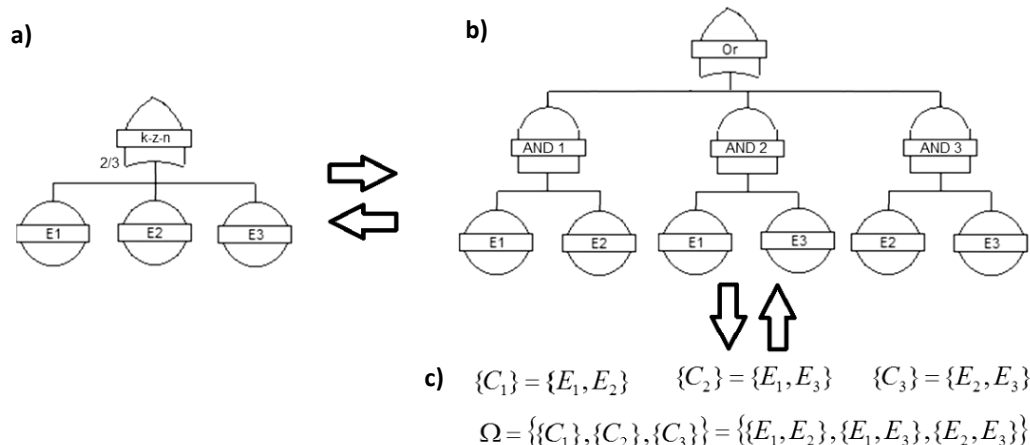 a)
k-z-n
2/3
E1 E2 E3
b)
Or
AND 1 AND 2 AND 3
E1 E2 E1 E3 E2 E3
c) {C₁} = {E₁, E₂} {C₂} = {E₁, E₃} {C₃} = {E₂, E₃}
Ω = {{C₁}, {C₂}, {C₃}} = {{E₁, E₂}, {E₁, E₃}, {E₂, E₃}}